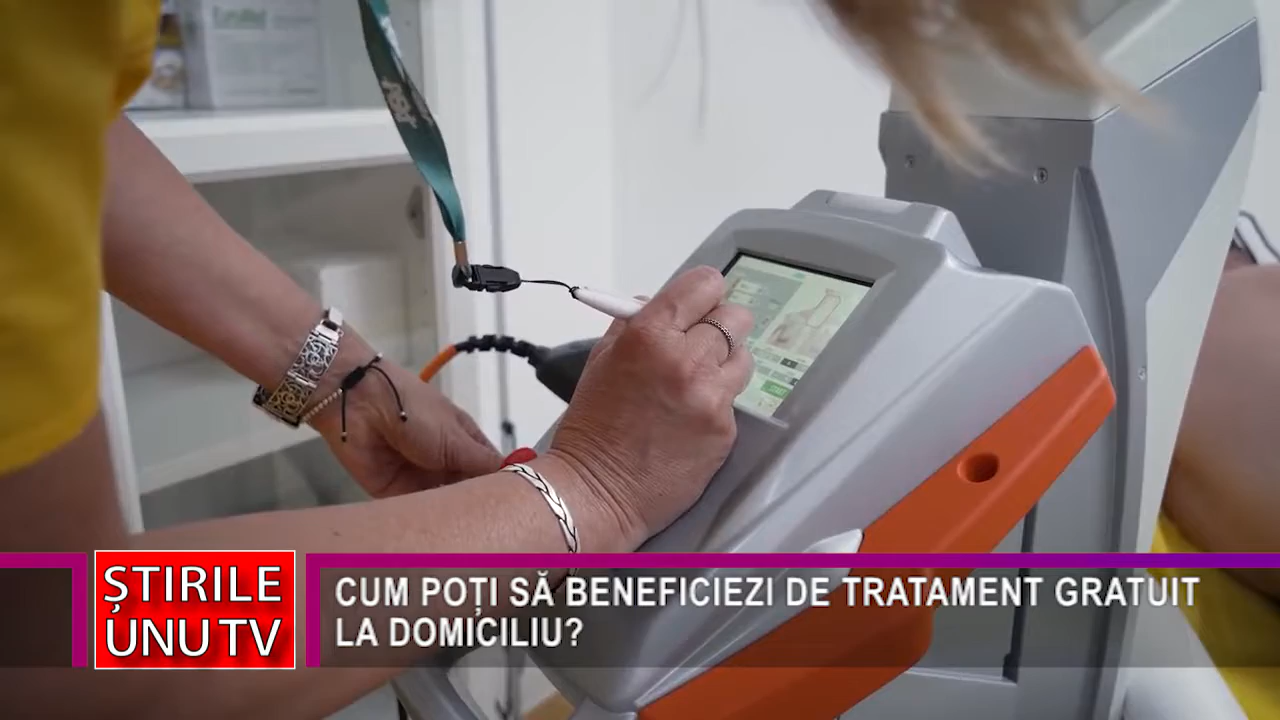 ȘTIRILE
UNU TV
CUM POȚI SĂ BENEFICIEZI DE TRATAMENT GRATUIT
LA DOMICILIU?